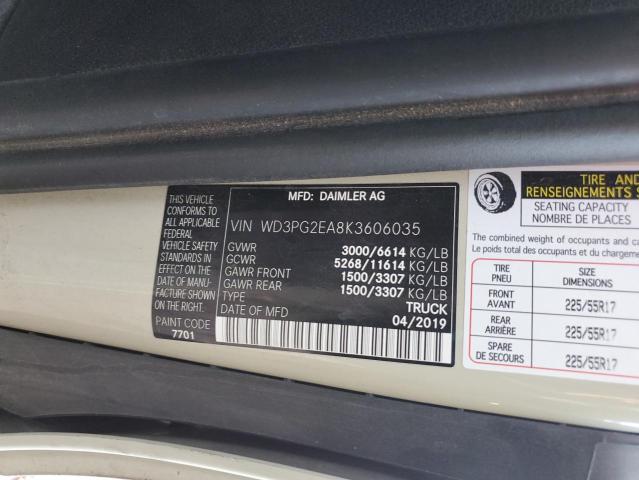 MFD: DAIMLER AG
THIS VEHICLE
CONFORMS TO
ALL APPLICABLE
FEDERAL
VEHICLE SAFETY
STANDARDS IN
EFFECT ON THE
DATE OF MANU-
FACTURE SHOWN
ON THE RIGHT.
PAINT CODE
7701
VIN WD3PG2EA8K3606035
GVWR 3000/6614 KG/LB
GCWR 5268/11614 KG/LB
GAWR FRONT 1500/3307 KG/LB
GAWR REAR 1500/3307 KG/LB
TYPE TRUCK
DATE OF MFD 04/2019
TIRE AND
RENSEIGNEMENTS S
SEATING CAPACITY
NOMBRE DE PLACES
The combined weight of occupants and
Le poids total des occupants et du chargement
TIRE SIZE
PNEU DIMENSIONS
FRONT
AVANT 225/55R17
REAR
ARRIÈRE 225/55R17
SPARE
DE SECOURS 225/55R17